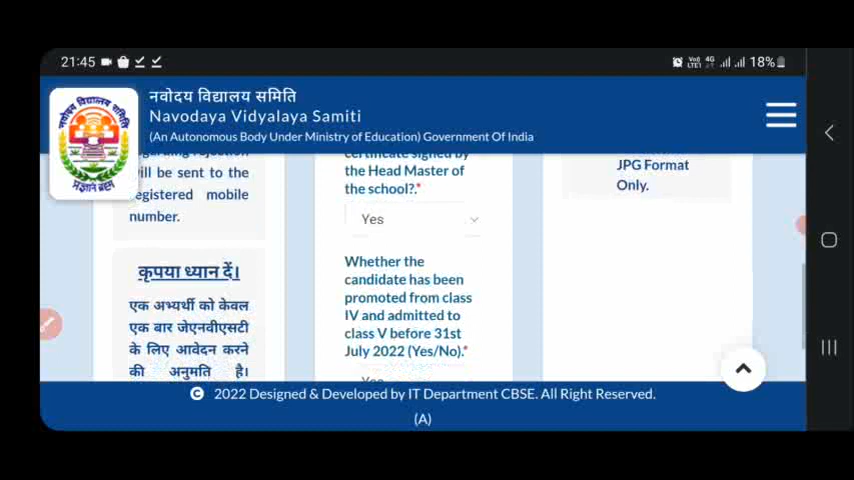 21:45
18%
नवोदय विद्यालय समिति
Navodaya Vidyalaya Samiti
(An Autonomous Body Under Ministry of Education) Government Of India
will be sent to the
registered mobile
number.
कृपया ध्यान दें।
एक अभ्यर्थी को केवल
एक बार जेएनवीएसटी
के लिए आवेदन करने
की अनुमति है।
certificate signed by
the Head Master of
the school?.*
Yes
Whether the
candidate has been
promoted from class
IV and admitted to
class V before 31st
July 2022 (Yes/No).*
JPG Format
Only.
© 2022 Designed & Developed by IT Department CBSE. All Right Reserved.
(A)